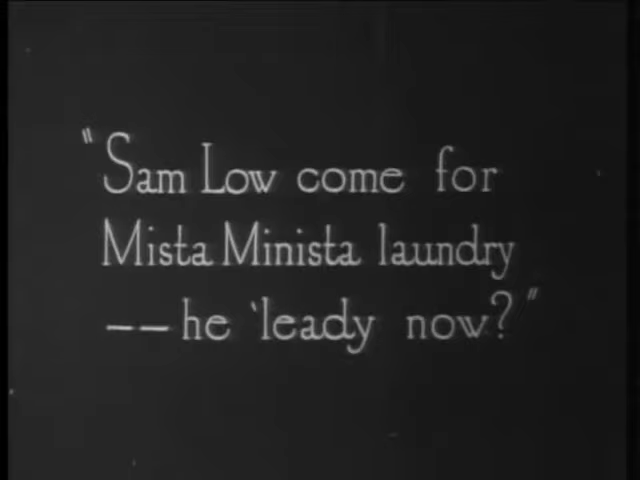 "Sam Low come for
Mista Minista laundry
-- he 'leady now?"